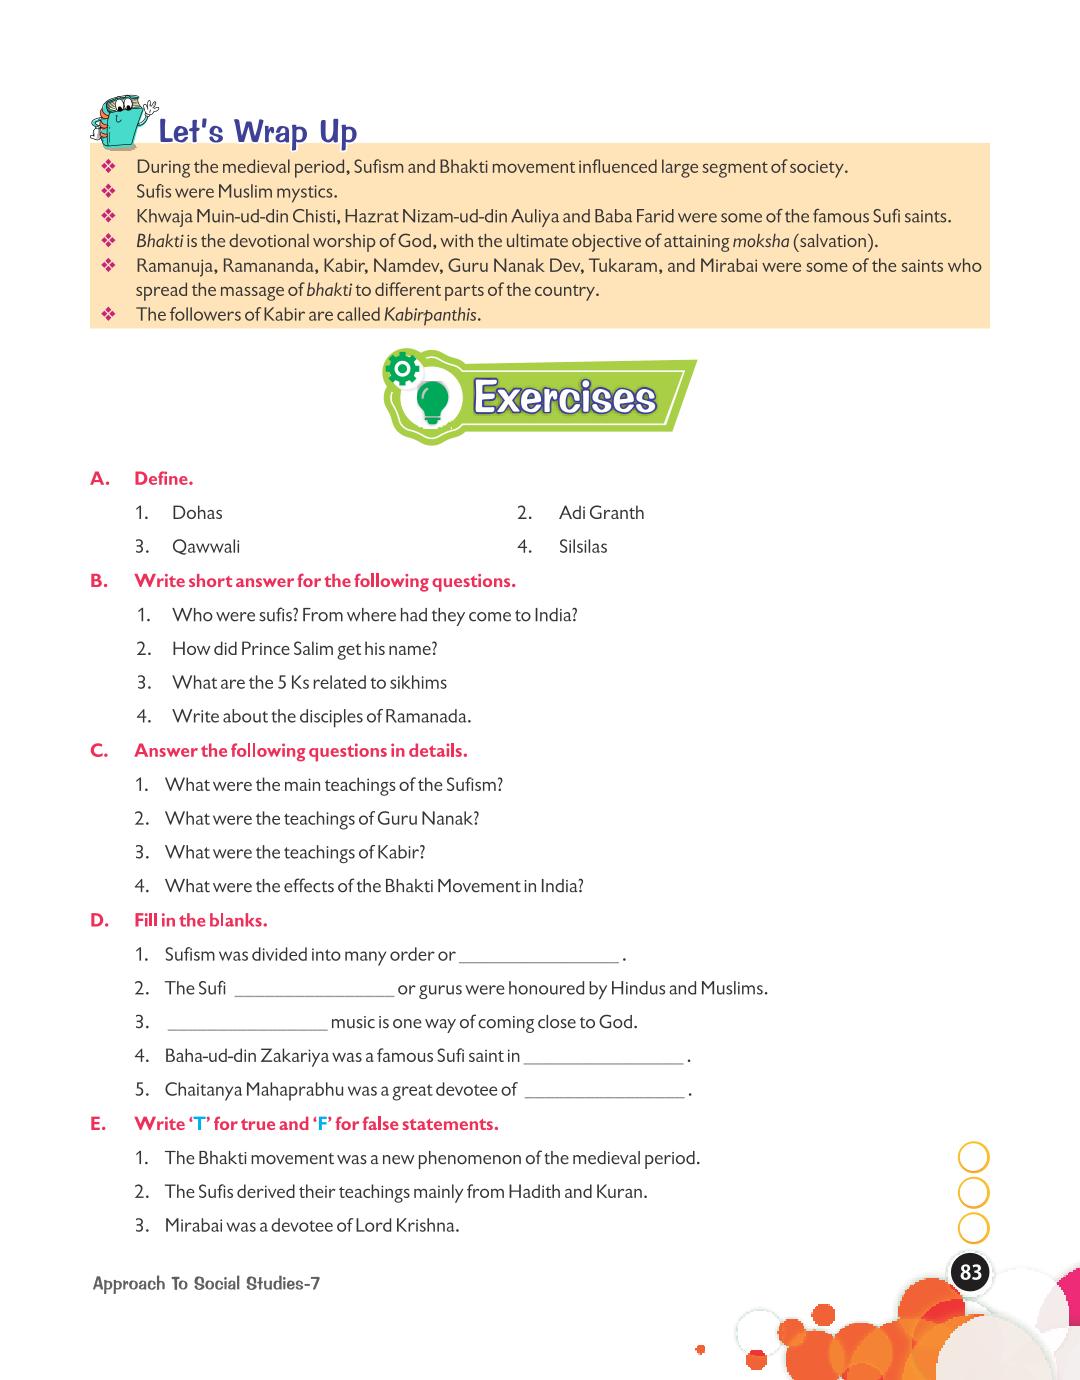 Let's Wrap Up
❖ During the medieval period, Sufism and Bhakti movement influenced large segment of society.
❖ Sufis were Muslim mystics.
❖ Khwaja Muin-ud-din Chisti, Hazrat Nizam-ud-din Auliya and Baba Farid were some of the famous Sufi saints.
❖ Bhakti is the devotional worship of God, with the ultimate objective of attaining moksha (salvation).
❖ Ramanuja, Ramananda, Kabir, Namdev, Guru Nanak Dev, Tukaram, and Mirabai were some of the saints who
spread the massage of bhakti to different parts of the country.
❖ The followers of Kabir are called Kabirpanthis.
Exercises
A. Define.
1. Dohas 2. Adi Granth
3. Qawwali 4. Silsilas
B. Write short answer for the following questions.
1. Who were sufis? From where had they come to India?
2. How did Prince Salim get his name?
3. What are the 5 Ks related to sikhims
4. Write about the disciples of Ramanada.
C. Answer the following questions in details.
1. What were the main teachings of the Sufism?
2. What were the teachings of Guru Nanak?
3. What were the teachings of Kabir?
4. What were the effects of the Bhakti Movement in India?
D. Fill in the blanks.
1. Sufism was divided into many order or ________________ .
2. The Sufi ________________ or gurus were honoured by Hindus and Muslims.
3. ________________ music is one way of coming close to God.
4. Baha-ud-din Zakariya was a famous Sufi saint in ________________ .
5. Chaitanya Mahaprabhu was a great devotee of ________________ .
E. Write ‘T’ for true and ‘F’ for false statements.
1. The Bhakti movement was a new phenomenon of the medieval period.
2. The Sufis derived their teachings mainly from Hadith and Kuran.
3. Mirabai was a devotee of Lord Krishna.
Approach To Social Studies-7
83